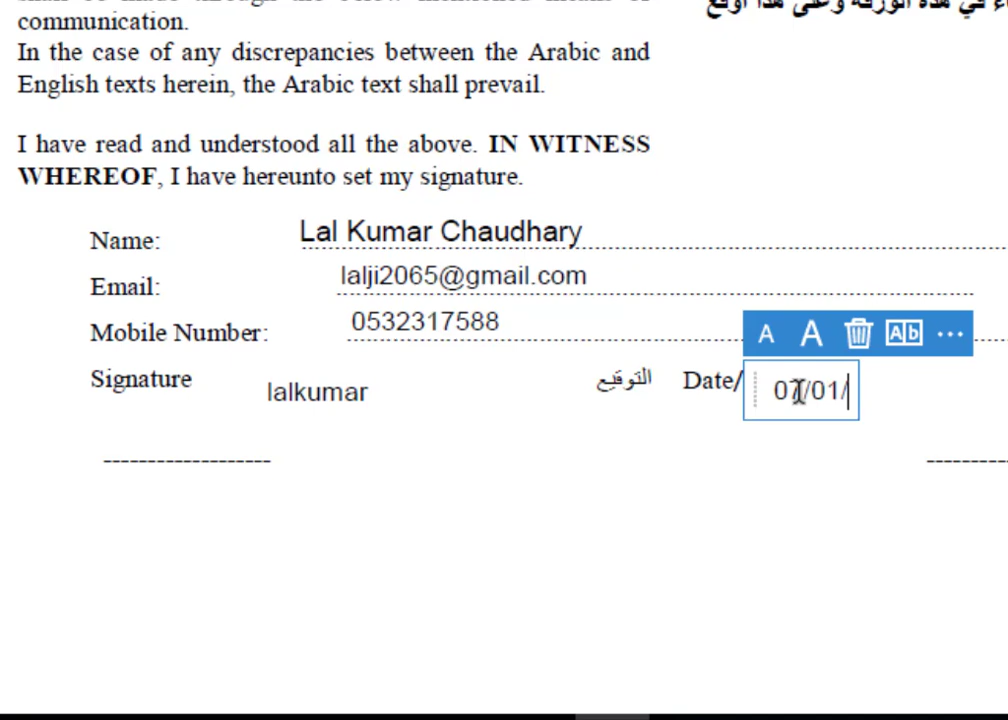 communication.
In the case of any discrepancies between the Arabic and
English texts herein, the Arabic text shall prevail.
I have read and understood all the above. IN WITNESS
WHEREOF, I have hereunto set my signature.
Name: Lal Kumar Chaudhary
Email: lalji2065@gmail.com
Mobile Number: 0532317588
Signature lalkumar التوقيع Date/ 07/01/